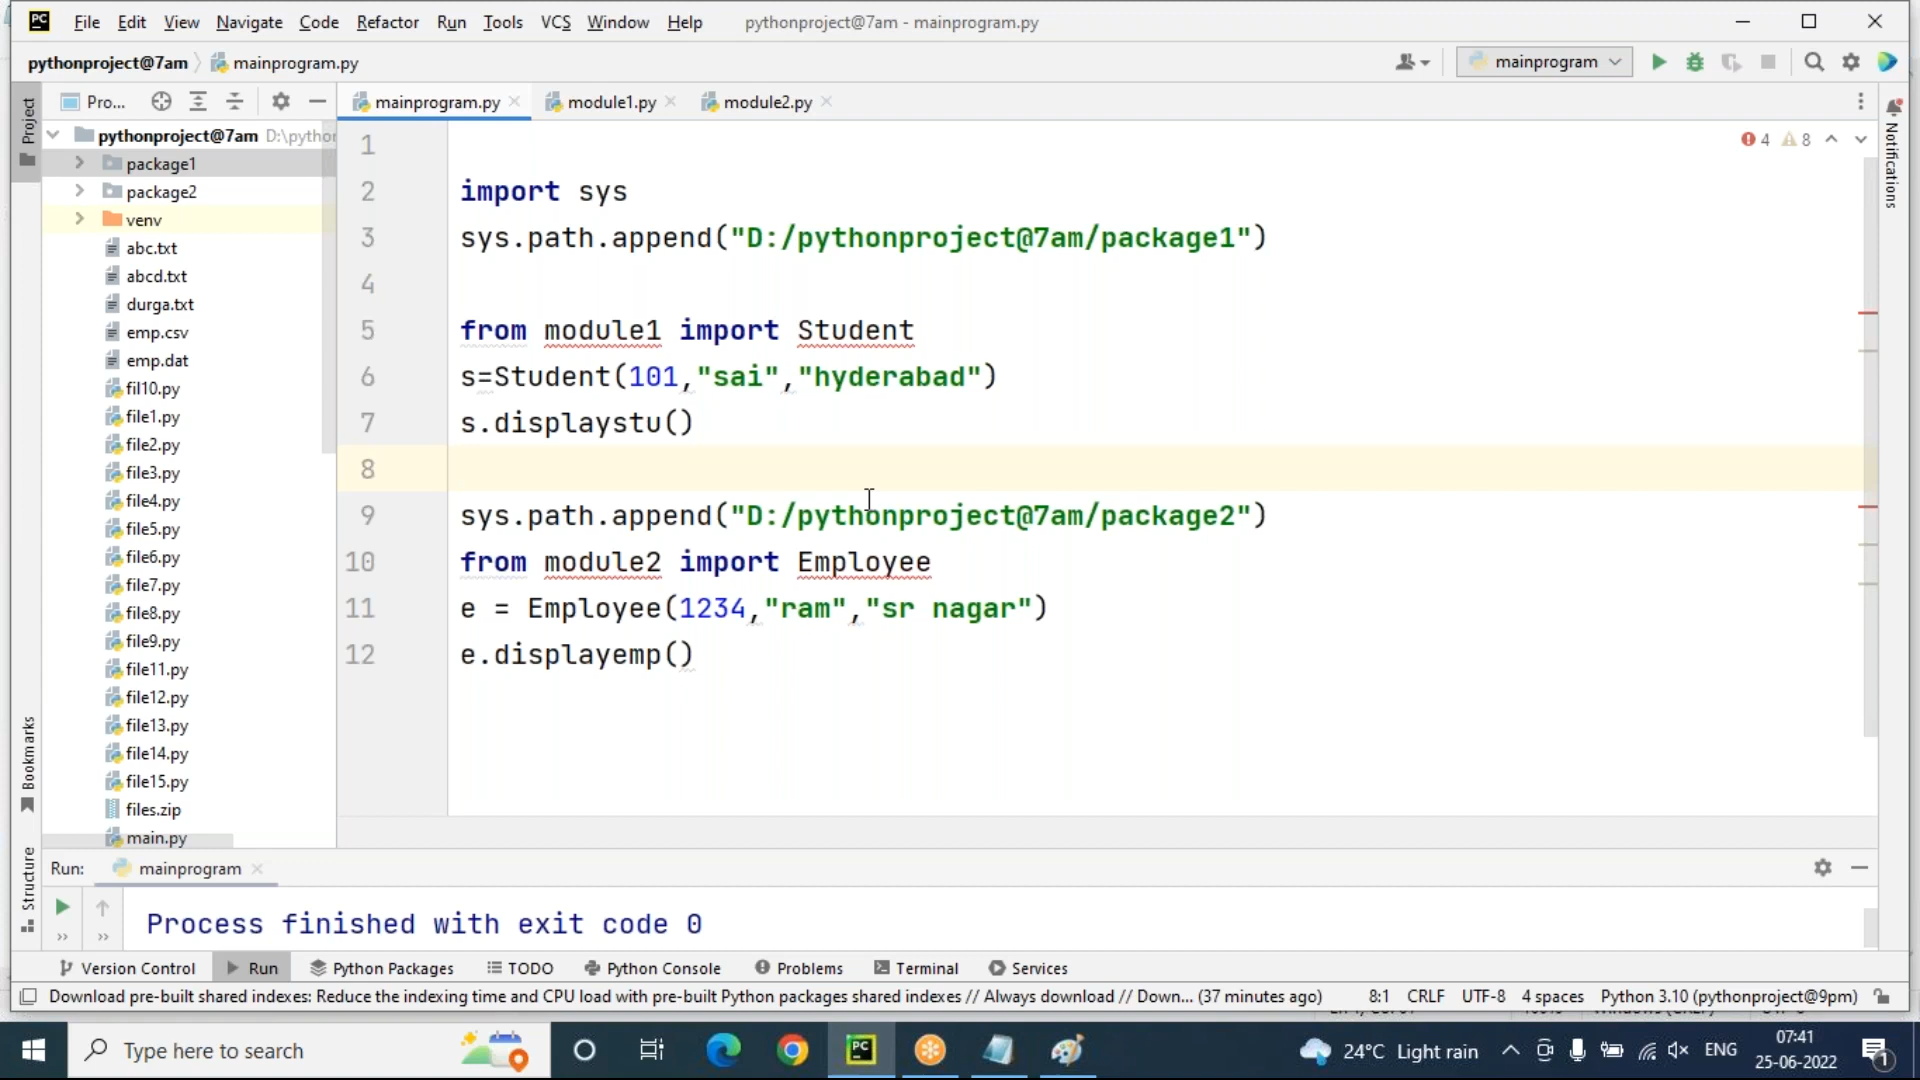 PC File Edit View Navigate Code Refactor Run Tools VCS Window Help pythonproject@7am - mainprogram.py
pythonproject@7am mainprogram.py mainprogram
Project Pro... mainprogram.py module1.py module2.py
pythonproject@7am D:\pytho
package1
package2
venv
abc.txt
abcd.txt
durga.txt
emp.csv
emp.dat
fil10.py
file1.py
file2.py
file3.py
file4.py
file5.py
file6.py
file7.py
file8.py
file9.py
file11.py
file12.py
file13.py
file14.py
file15.py
files.zip
main.py
4 8
1
2 import sys
3 sys.path.append("D:/pythonproject@7am/package1")
4
5 from module1 import Student
6 s=Student(101,"sai","hyderabad")
7 s.displaystu()
8
9 sys.path.append("D:/pythonproject@7am/package2")
10 from module2 import Employee
11 e = Employee(1234,"ram","sr nagar")
12 e.displayemp()
Notifications
Bookmarks
Structure
Run: mainprogram
Process finished with exit code 0
Version Control Run Python Packages TODO Python Console Problems Terminal Services
Download pre-built shared indexes: Reduce the indexing time and CPU load with pre-built Python packages shared indexes // Always download // Down... (37 minutes ago) 8:1 CRLF UTF-8 4 spaces Python 3.10 (pythonproject@9pm)
Type here to search PC 24°C Light rain ENG 07:41
25-06-2022 1